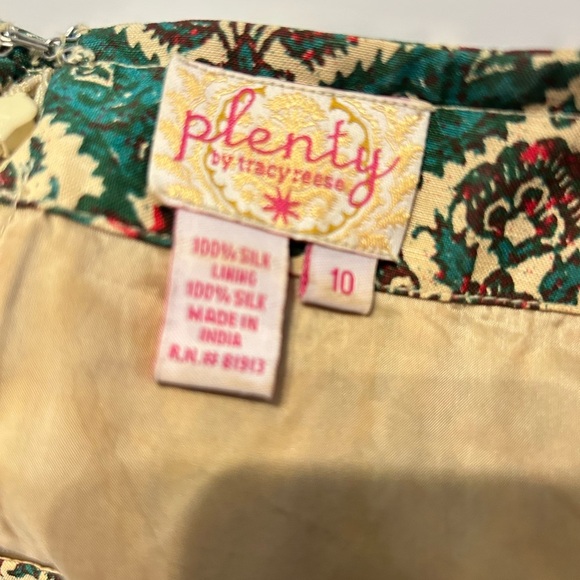 plenty
by tracy reese
100% SILK
LINING
100% SILK
MADE IN
INDIA
R.N.# 81913
10